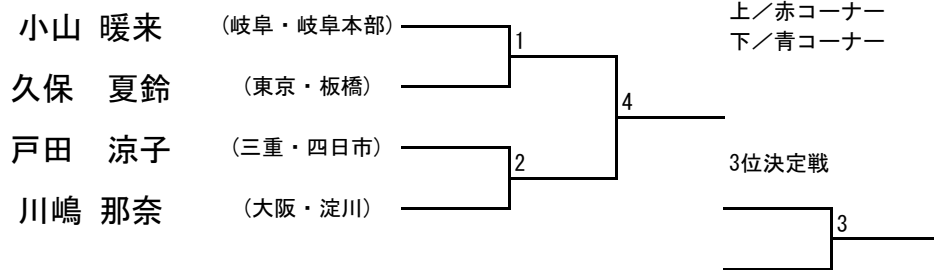 上／赤コーナー
下／青コーナー
小山 暖来 (岐阜・岐阜本部)
1
久保 夏鈴 (東京・板橋)
4
戸田 涼子 (三重・四日市)
2
3位決定戦
川嶋 那奈 (大阪・淀川)
3